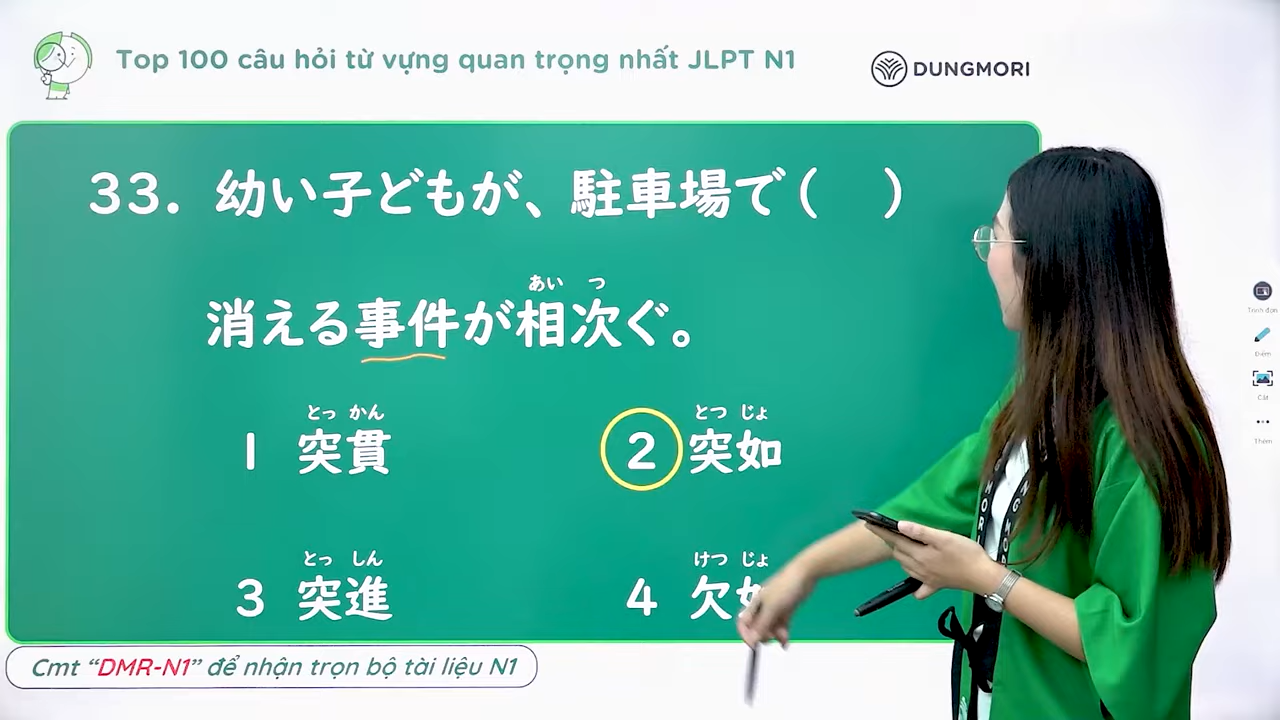 Top 100 câu hỏi từ vựng quan trọng nhất JLPT N1
DUNGMORI
33. 幼い子どもが、駐車場で( )
あい つ
消える事件が相次ぐ。
とっ かん
1 突貫
とつ じょ
2 突如
とっ しん
3 突進
けつ じょ
4 欠如
Cmt “DMR-N1” để nhận trọn bộ tài liệu N1
Cắt
Thêm